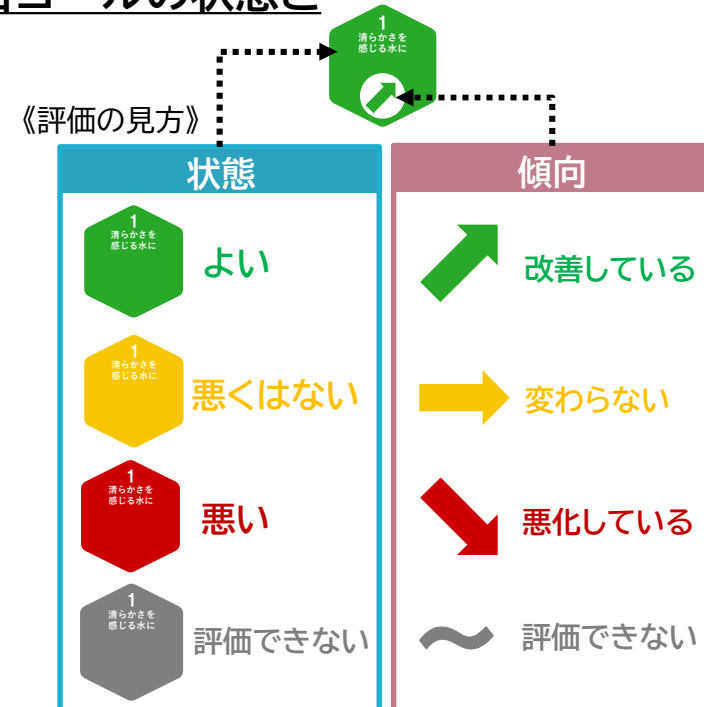 ゴールの状態と
1
清らかさを
感じる水に
《評価の見方》
状態
傾向
1
清らかさを
感じる水に
よい
改善している
1
清らかさを
感じる水に
悪くはない
変わらない
1
清らかさを
感じる水に
悪い
悪化している
1
清らかさを
感じる水に
評価できない
評価できない